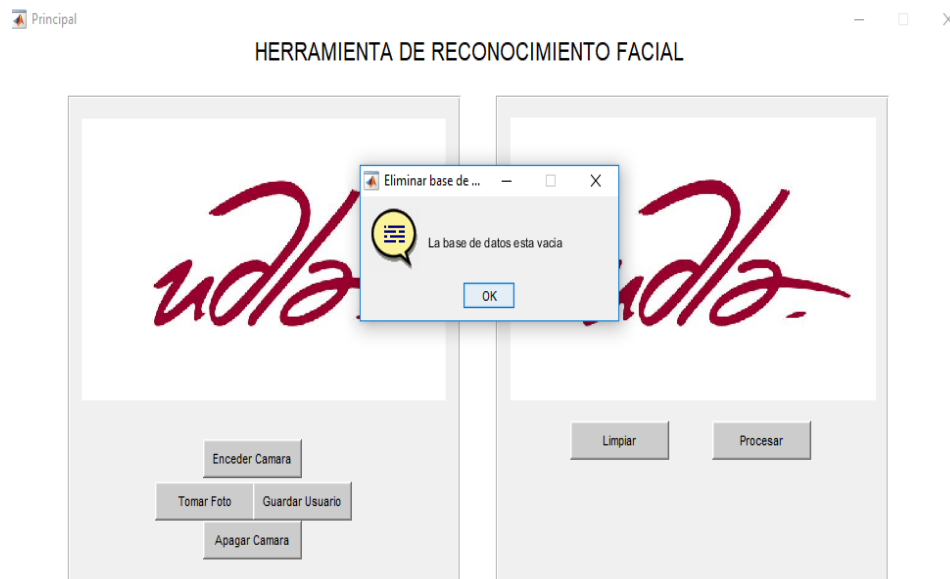 Principal
HERRAMIENTA DE RECONOCIMIENTO FACIAL
udla.
Eliminar base de ...
La base de datos esta vacia
OK
udla.
Enceder Camara
Tomar Foto
Guardar Usuario
Apagar Camara
Limpiar
Procesar